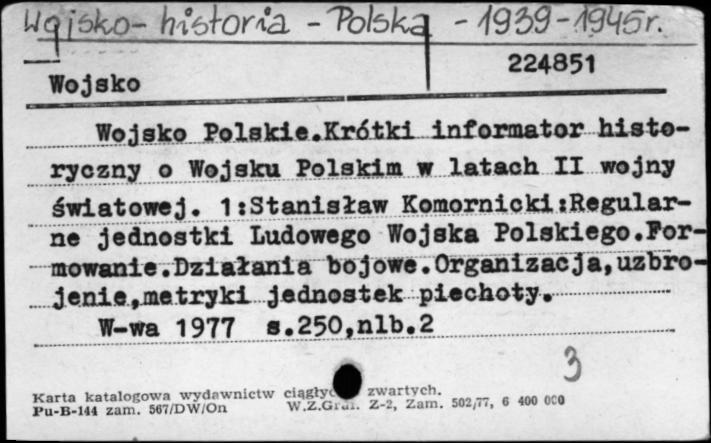 Wojsko - historia - Polska - 1939-1945r.
224851
Wojsko
Wojsko Polskie.Krótki informator histo-
ryczny o Wojsku Polskim w latach II wojny
światowej. 1:Stanisław Komornicki:Regular-
ne jednostki Ludowego Wojska Polskiego.For-
mowanie.Działania bojowe.Organizacja,uzbro-
jenie,metryki jednostek piechoty.
W-wa 1977 s.250,nlb.2
3
Karta katalogowa wydawnictw zwartych.
Pu-B-144 zam. 567/DW/On W.Z.Graf. Z-2, Zam. 502/77, 6 400 000